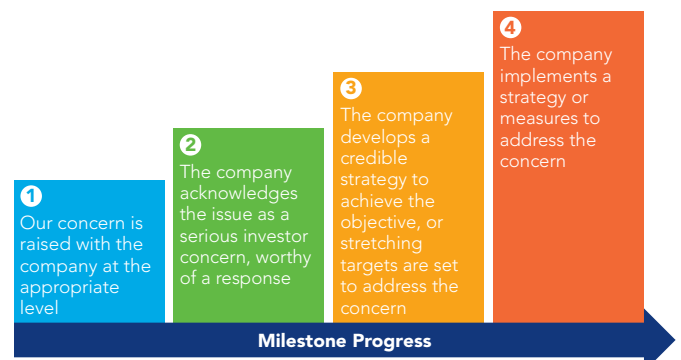 1
Our concern is
raised with the
company at the
appropriate
level
2
The company
acknowledges
the issue as a
serious investor
concern, worthy
of a response
3
The company
develops a
credible
strategy to
achieve the
objective, or
stretching
targets are set
to address the
concern
4
The company
implements a
strategy or
measures to
address the
concern
Milestone Progress